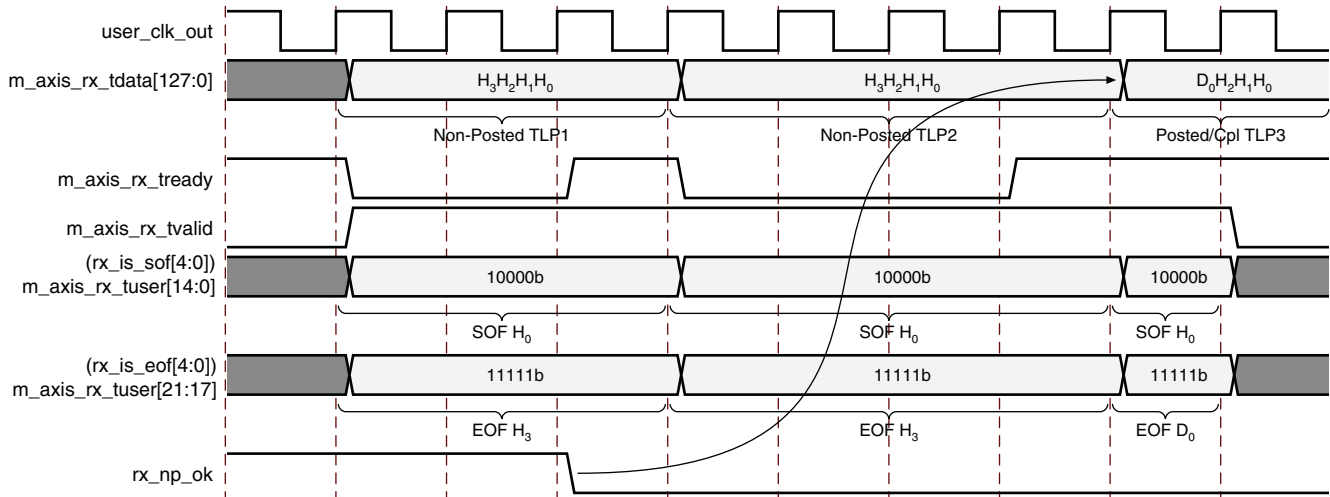 user_clk_out
m_axis_rx_tdata[127:0] H₃H₂H₁H₀ H₃H₂H₁H₀ D₀H₂H₁H₀
Non-Posted TLP1 Non-Posted TLP2 Posted/Cpl TLP3
m_axis_rx_tready
m_axis_rx_tvalid
(rx_is_sof[4:0])
m_axis_rx_tuser[14:0] 10000b 10000b 10000b
SOF H₀ SOF H₀ SOF H₀
(rx_is_eof[4:0])
m_axis_rx_tuser[21:17] 11111b 11111b 11111b
EOF H₃ EOF H₃ EOF D₀
rx_np_ok